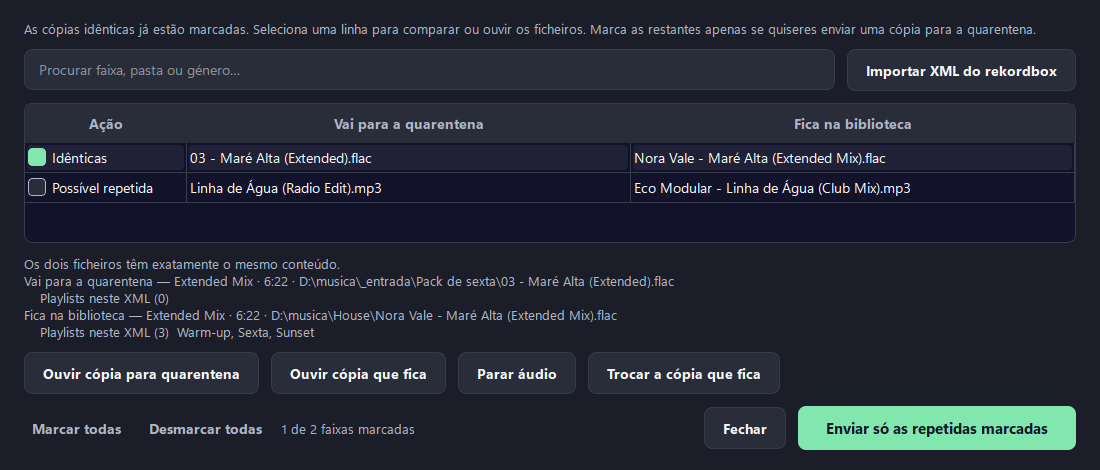 As cópias idênticas já estão marcadas. Seleciona uma linha para comparar ou ouvir os ficheiros. Marca as restantes apenas se quiseres enviar uma cópia para a quarentena.
Procurar faixa, pasta ou género...
Importar XML do rekordbox
Ação
Vai para a quarentena
Fica na biblioteca
Idênticas
03 - Maré Alta (Extended).flac
Nora Vale - Maré Alta (Extended Mix).flac
Possível repetida
Linha de Água (Radio Edit).mp3
Eco Modular - Linha de Água (Club Mix).mp3
Os dois ficheiros têm exatamente o mesmo conteúdo.
Vai para a quarentena — Extended Mix · 6:22 · D:\musica\_entrada\Pack de sexta\03 - Maré Alta (Extended).flac
Playlists neste XML (0)
Fica na biblioteca — Extended Mix · 6:22 · D:\musica\House\Nora Vale - Maré Alta (Extended Mix).flac
Playlists neste XML (3)  Warm-up, Sexta, Sunset
Ouvir cópia para quarentena
Ouvir cópia que fica
Parar áudio
Trocar a cópia que fica
Marcar todas
Desmarcar todas
1 de 2 faixas marcadas
Fechar
Enviar só as repetidas marcadas